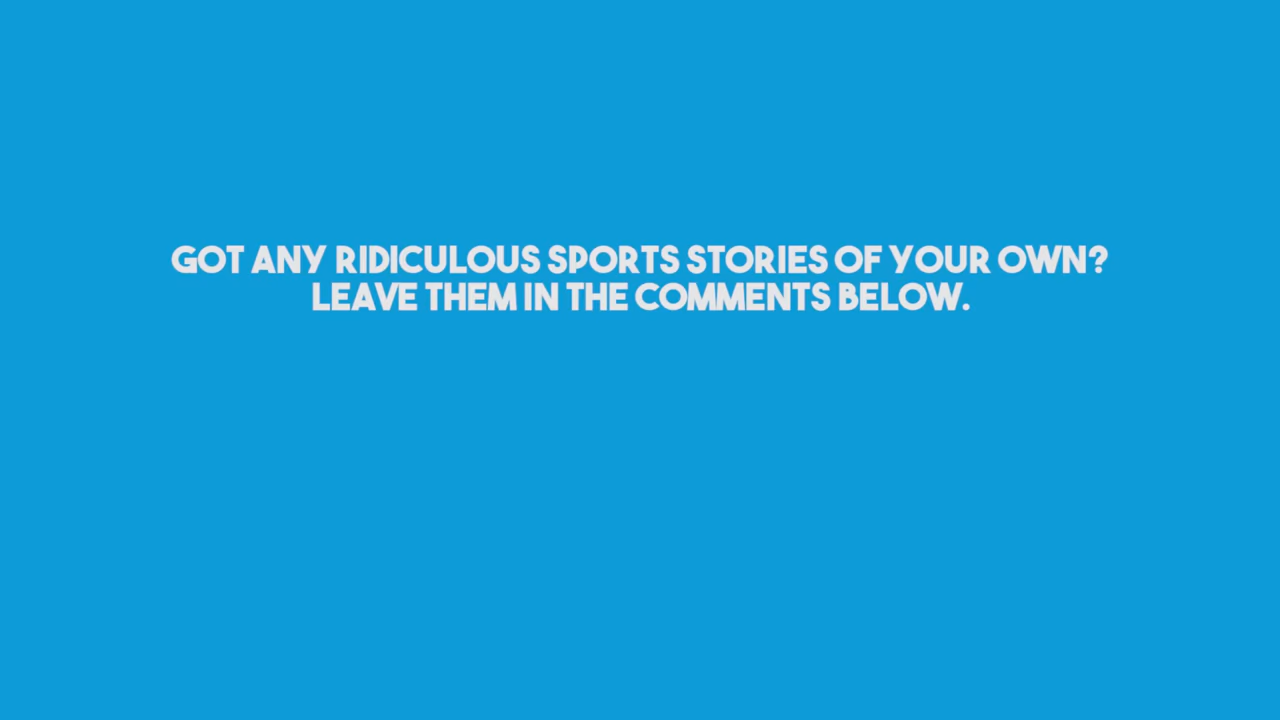 GOT ANY RIDICULOUS SPORTS STORIES OF YOUR OWN?
LEAVE THEM IN THE COMMENTS BELOW.